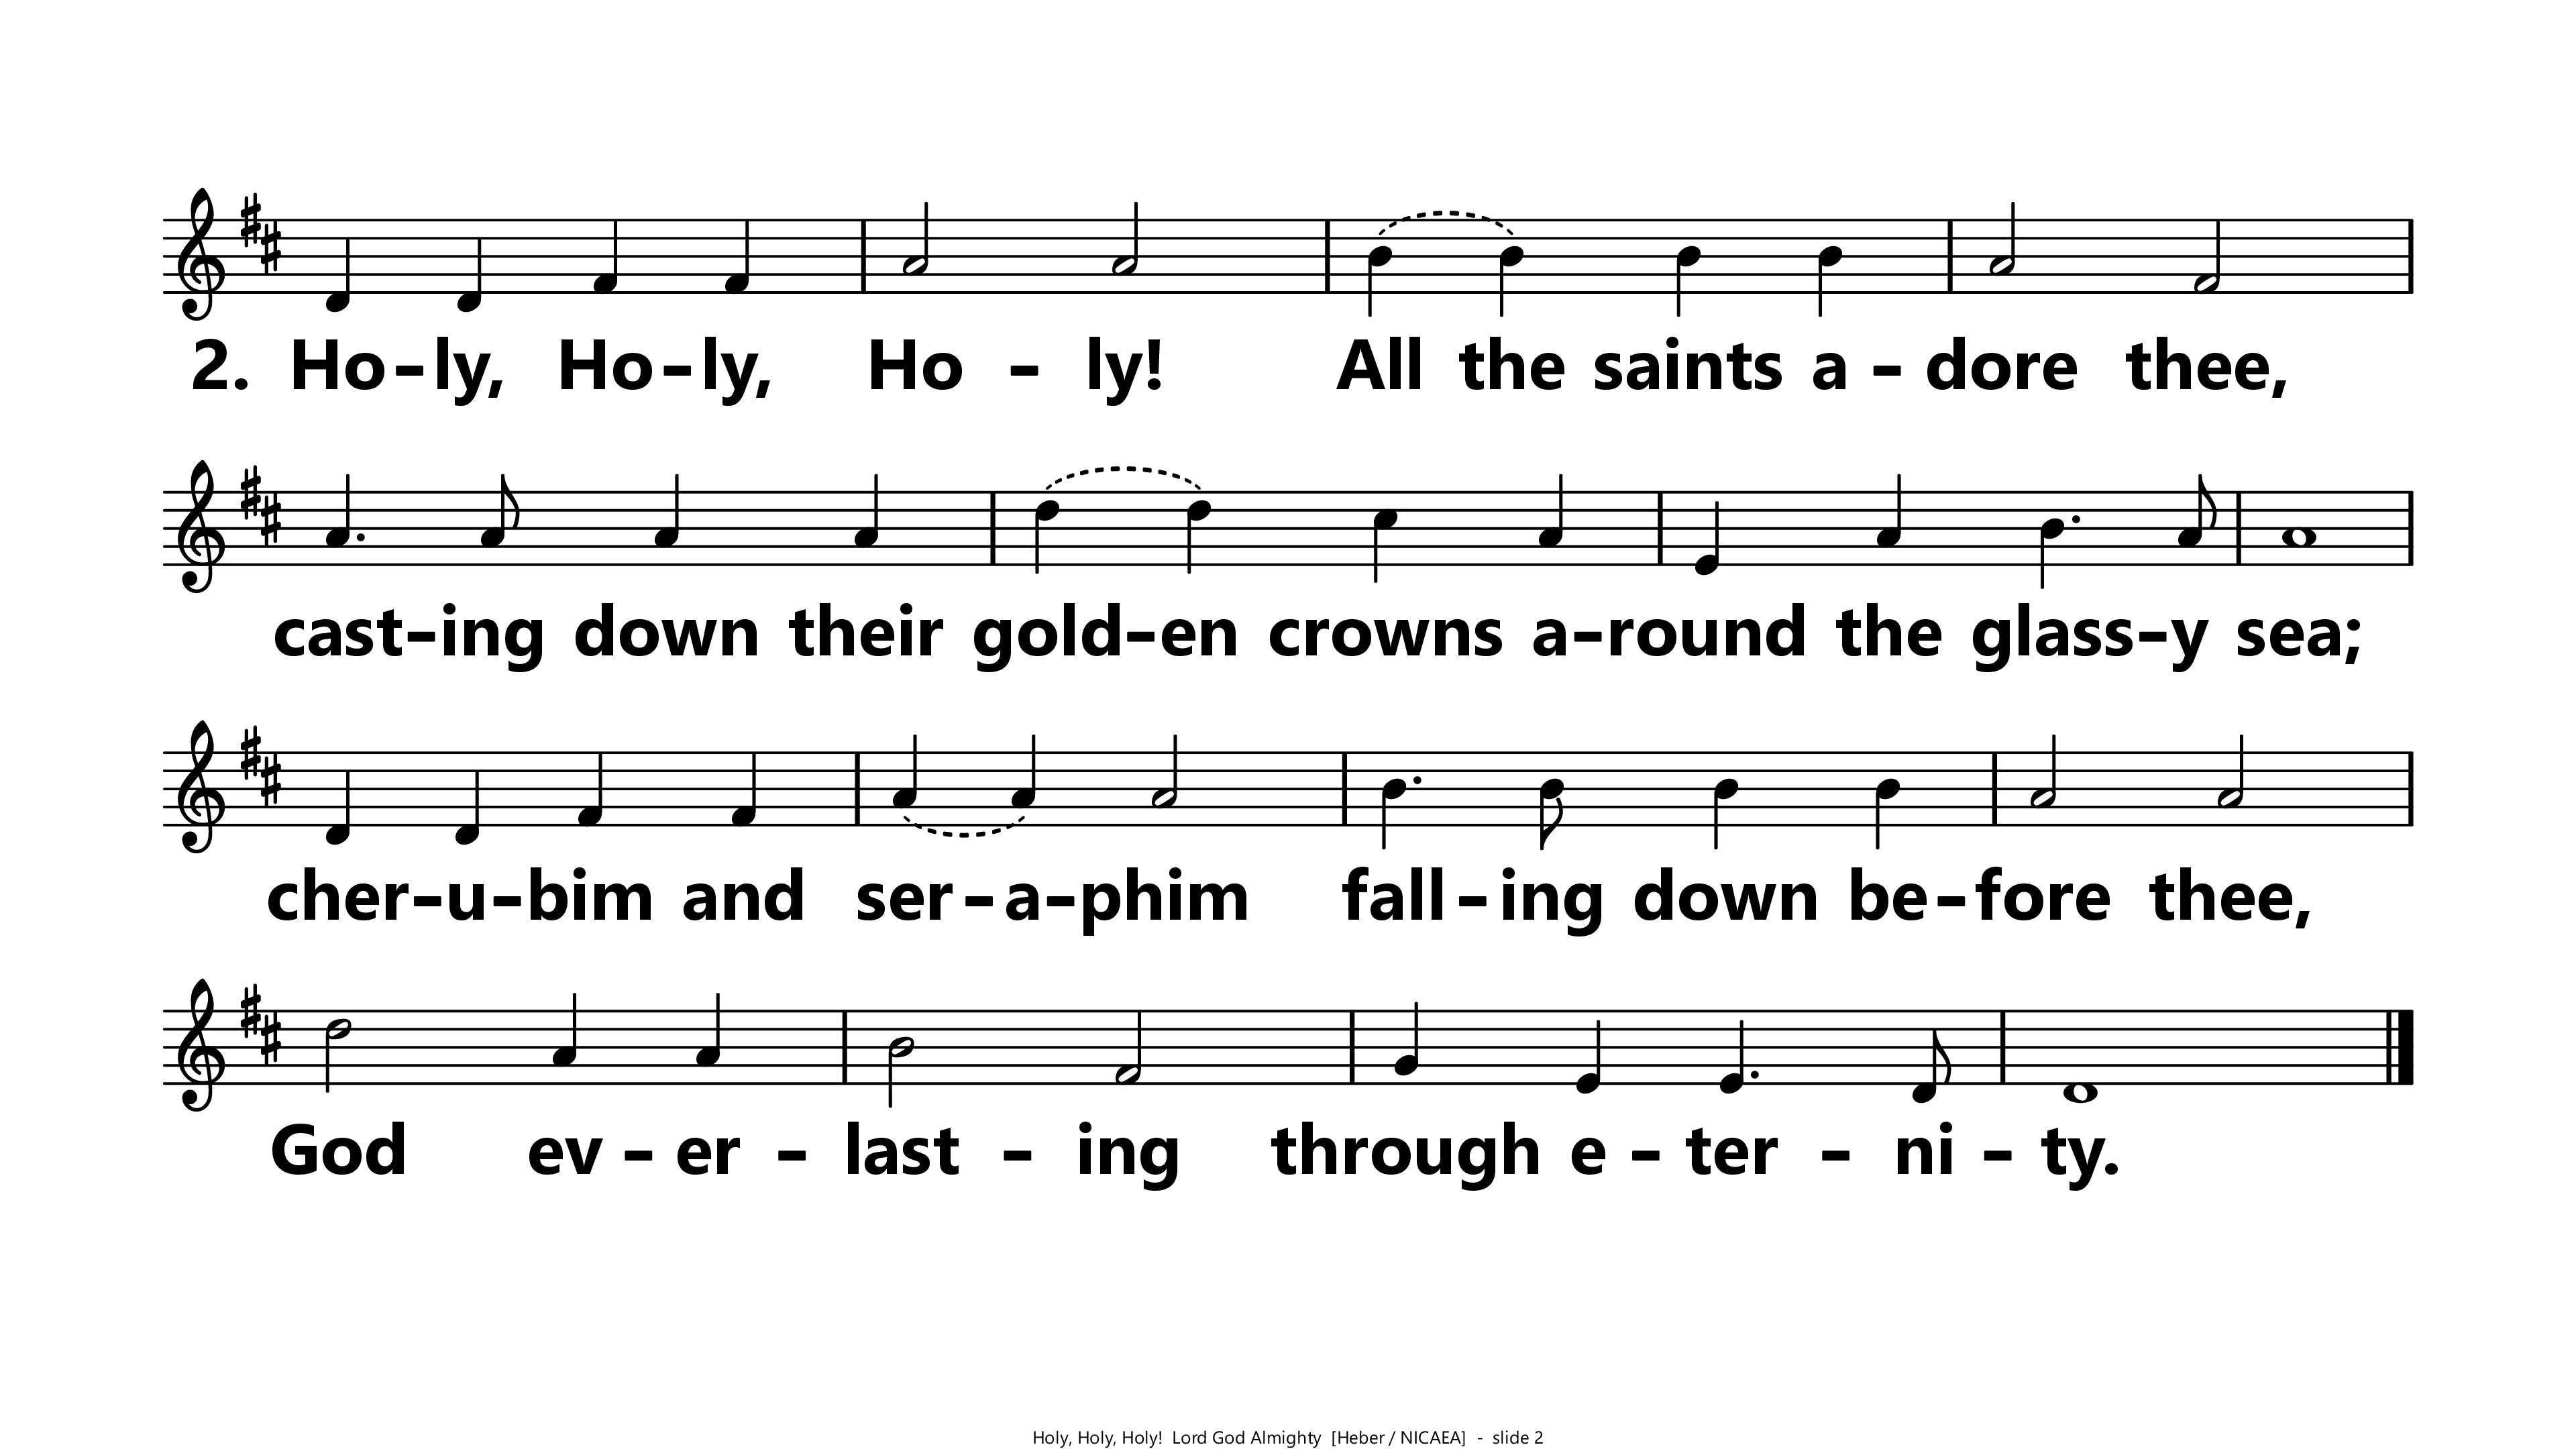 2. Ho-ly, Ho-ly, Ho - ly! All the saints a - dore thee,
cast-ing down their gold-en crowns a-round the glass-y sea;
cher-u-bim and ser-a-phim fall-ing down be-fore thee,
God ev - er - last - ing through e - ter - ni - ty.
Holy, Holy, Holy! Lord God Almighty [Heber / NICAEA] - slide 2